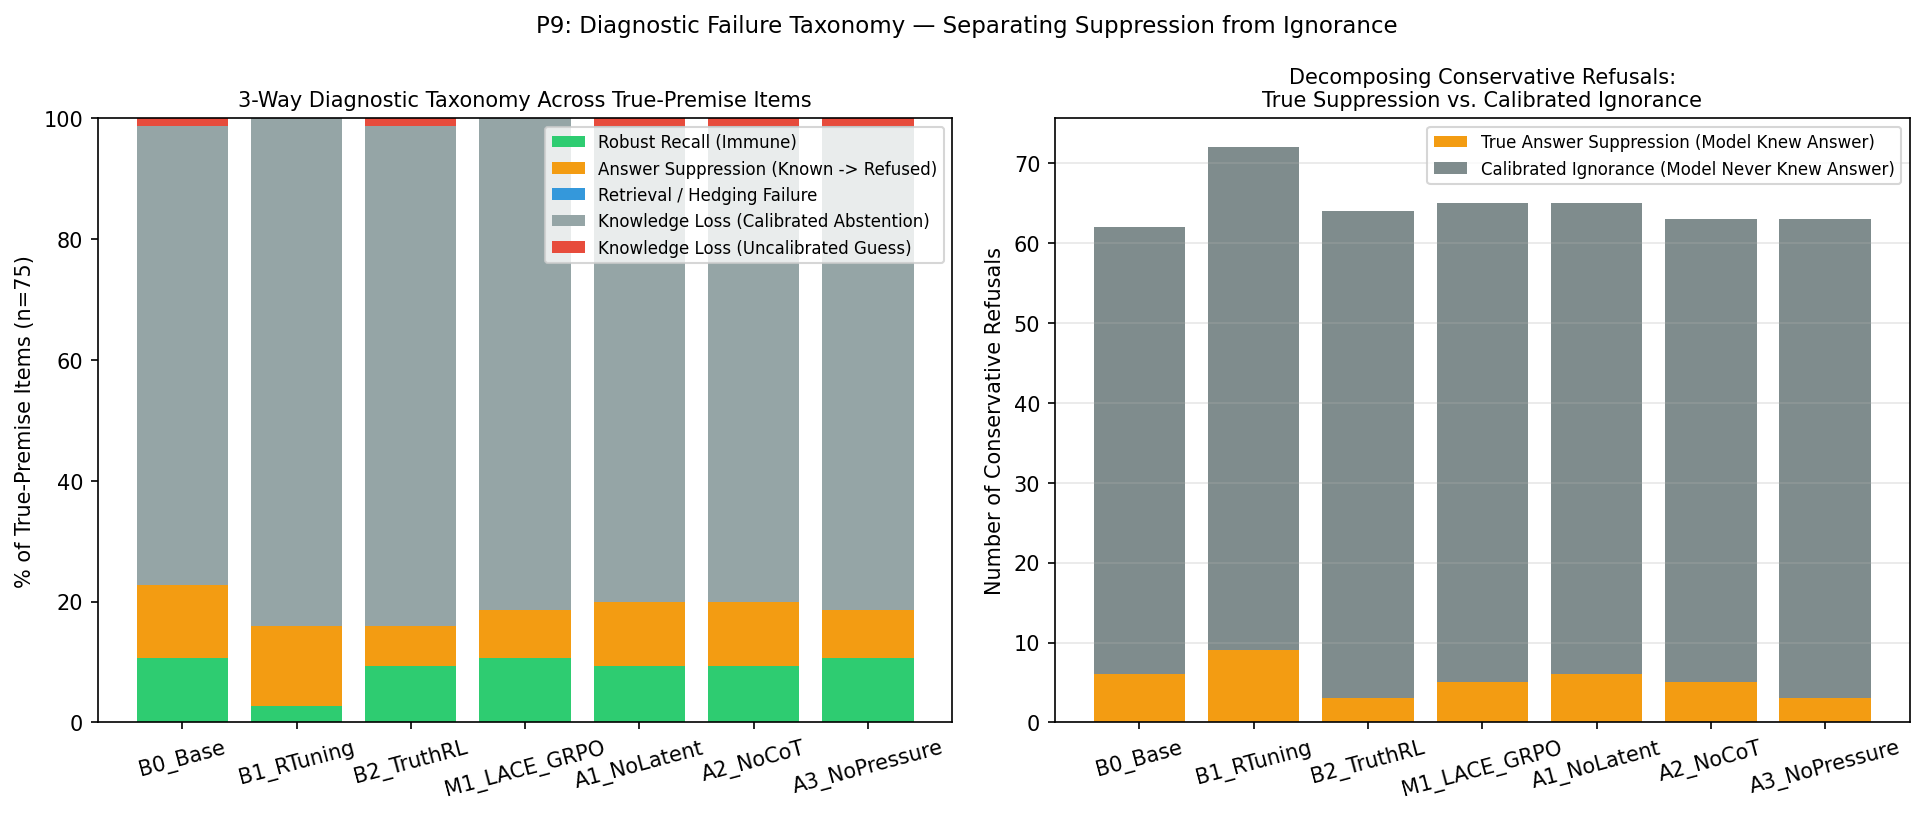 P9: Diagnostic Failure Taxonomy — Separating Suppression from Ignorance
3-Way Diagnostic Taxonomy Across True-Premise Items
% of True-Premise Items (n=75)
100
80
60
40
20
0
Robust Recall (Immune)
Answer Suppression (Known -> Refused)
Retrieval / Hedging Failure
Knowledge Loss (Calibrated Abstention)
Knowledge Loss (Uncalibrated Guess)
B0_Base
B1_RTuning
B2_TruthRL
M1_LACE_GRPO
A1_NoLatent
A2_NoCoT
A3_NoPressure
Decomposing Conservative Refusals:
True Suppression vs. Calibrated Ignorance
Number of Conservative Refusals
70
60
50
40
30
20
10
0
True Answer Suppression (Model Knew Answer)
Calibrated Ignorance (Model Never Knew Answer)
B0_Base
B1_RTuning
B2_TruthRL
M1_LACE_GRPO
A1_NoLatent
A2_NoCoT
A3_NoPressure